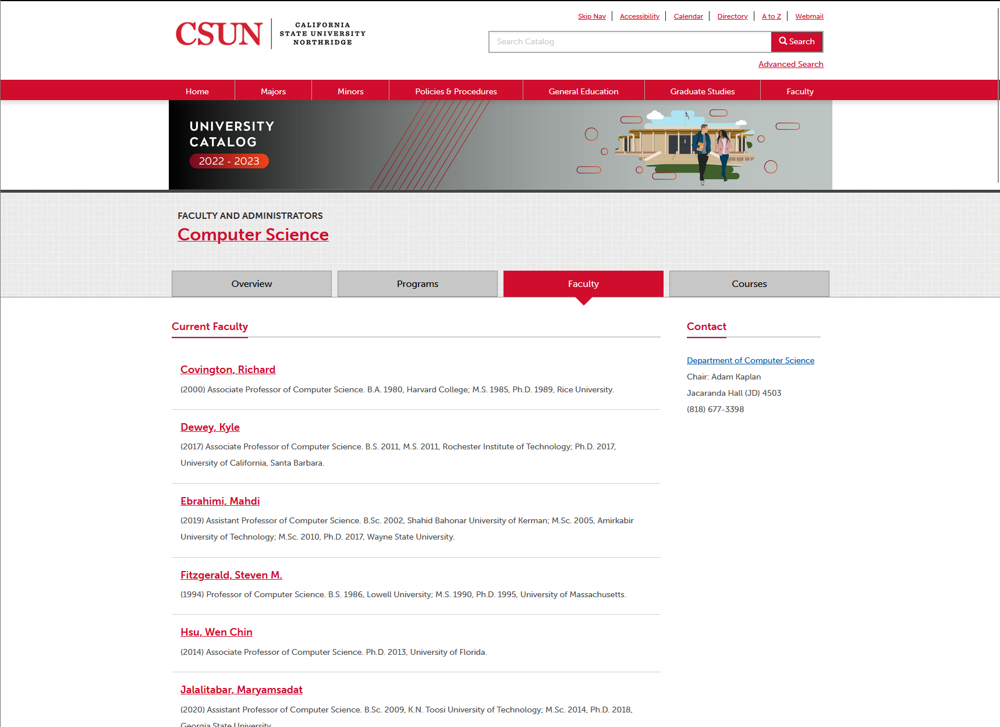 CSUN
CALIFORNIA
STATE UNIVERSITY
NORTHRIDGE
Skip Nav
Accessibility
Calendar
Directory
A to Z
Webmail
Search Catalog
Search
Advanced Search
Home
Majors
Minors
Policies & Procedures
General Education
Graduate Studies
Faculty
UNIVERSITY
CATALOG
2022 - 2023
FACULTY AND ADMINISTRATORS
Computer Science
Overview
Programs
Faculty
Courses
Current Faculty
Covington, Richard
(2000) Associate Professor of Computer Science. B.A. 1980, Harvard College; M.S. 1985, Ph.D. 1989, Rice University.
Dewey, Kyle
(2017) Associate Professor of Computer Science. B.S. 2011, M.S. 2011, Rochester Institute of Technology; Ph.D. 2017,
University of California, Santa Barbara.
Ebrahimi, Mahdi
(2019) Assistant Professor of Computer Science. B.Sc. 2002, Shahid Bahonar University of Kerman; M.Sc. 2005, Amirkabir
University of Technology; M.Sc. 2010, Ph.D. 2017, Wayne State University.
Fitzgerald, Steven M.
(1994) Professor of Computer Science. B.S. 1986, Lowell University; M.S. 1990, Ph.D. 1995, University of Massachusetts.
Hsu, Wen Chin
(2014) Associate Professor of Computer Science. Ph.D. 2013, University of Florida.
Jalalitabar, Maryamsadat
(2020) Assistant Professor of Computer Science. B.Sc. 2009, K.N. Toosi University of Technology; M.Sc. 2014, Ph.D. 2018,
Georgia State University.
Contact
Department of Computer Science
Chair: Adam Kaplan
Jacaranda Hall (JD) 4503
(818) 677-3398